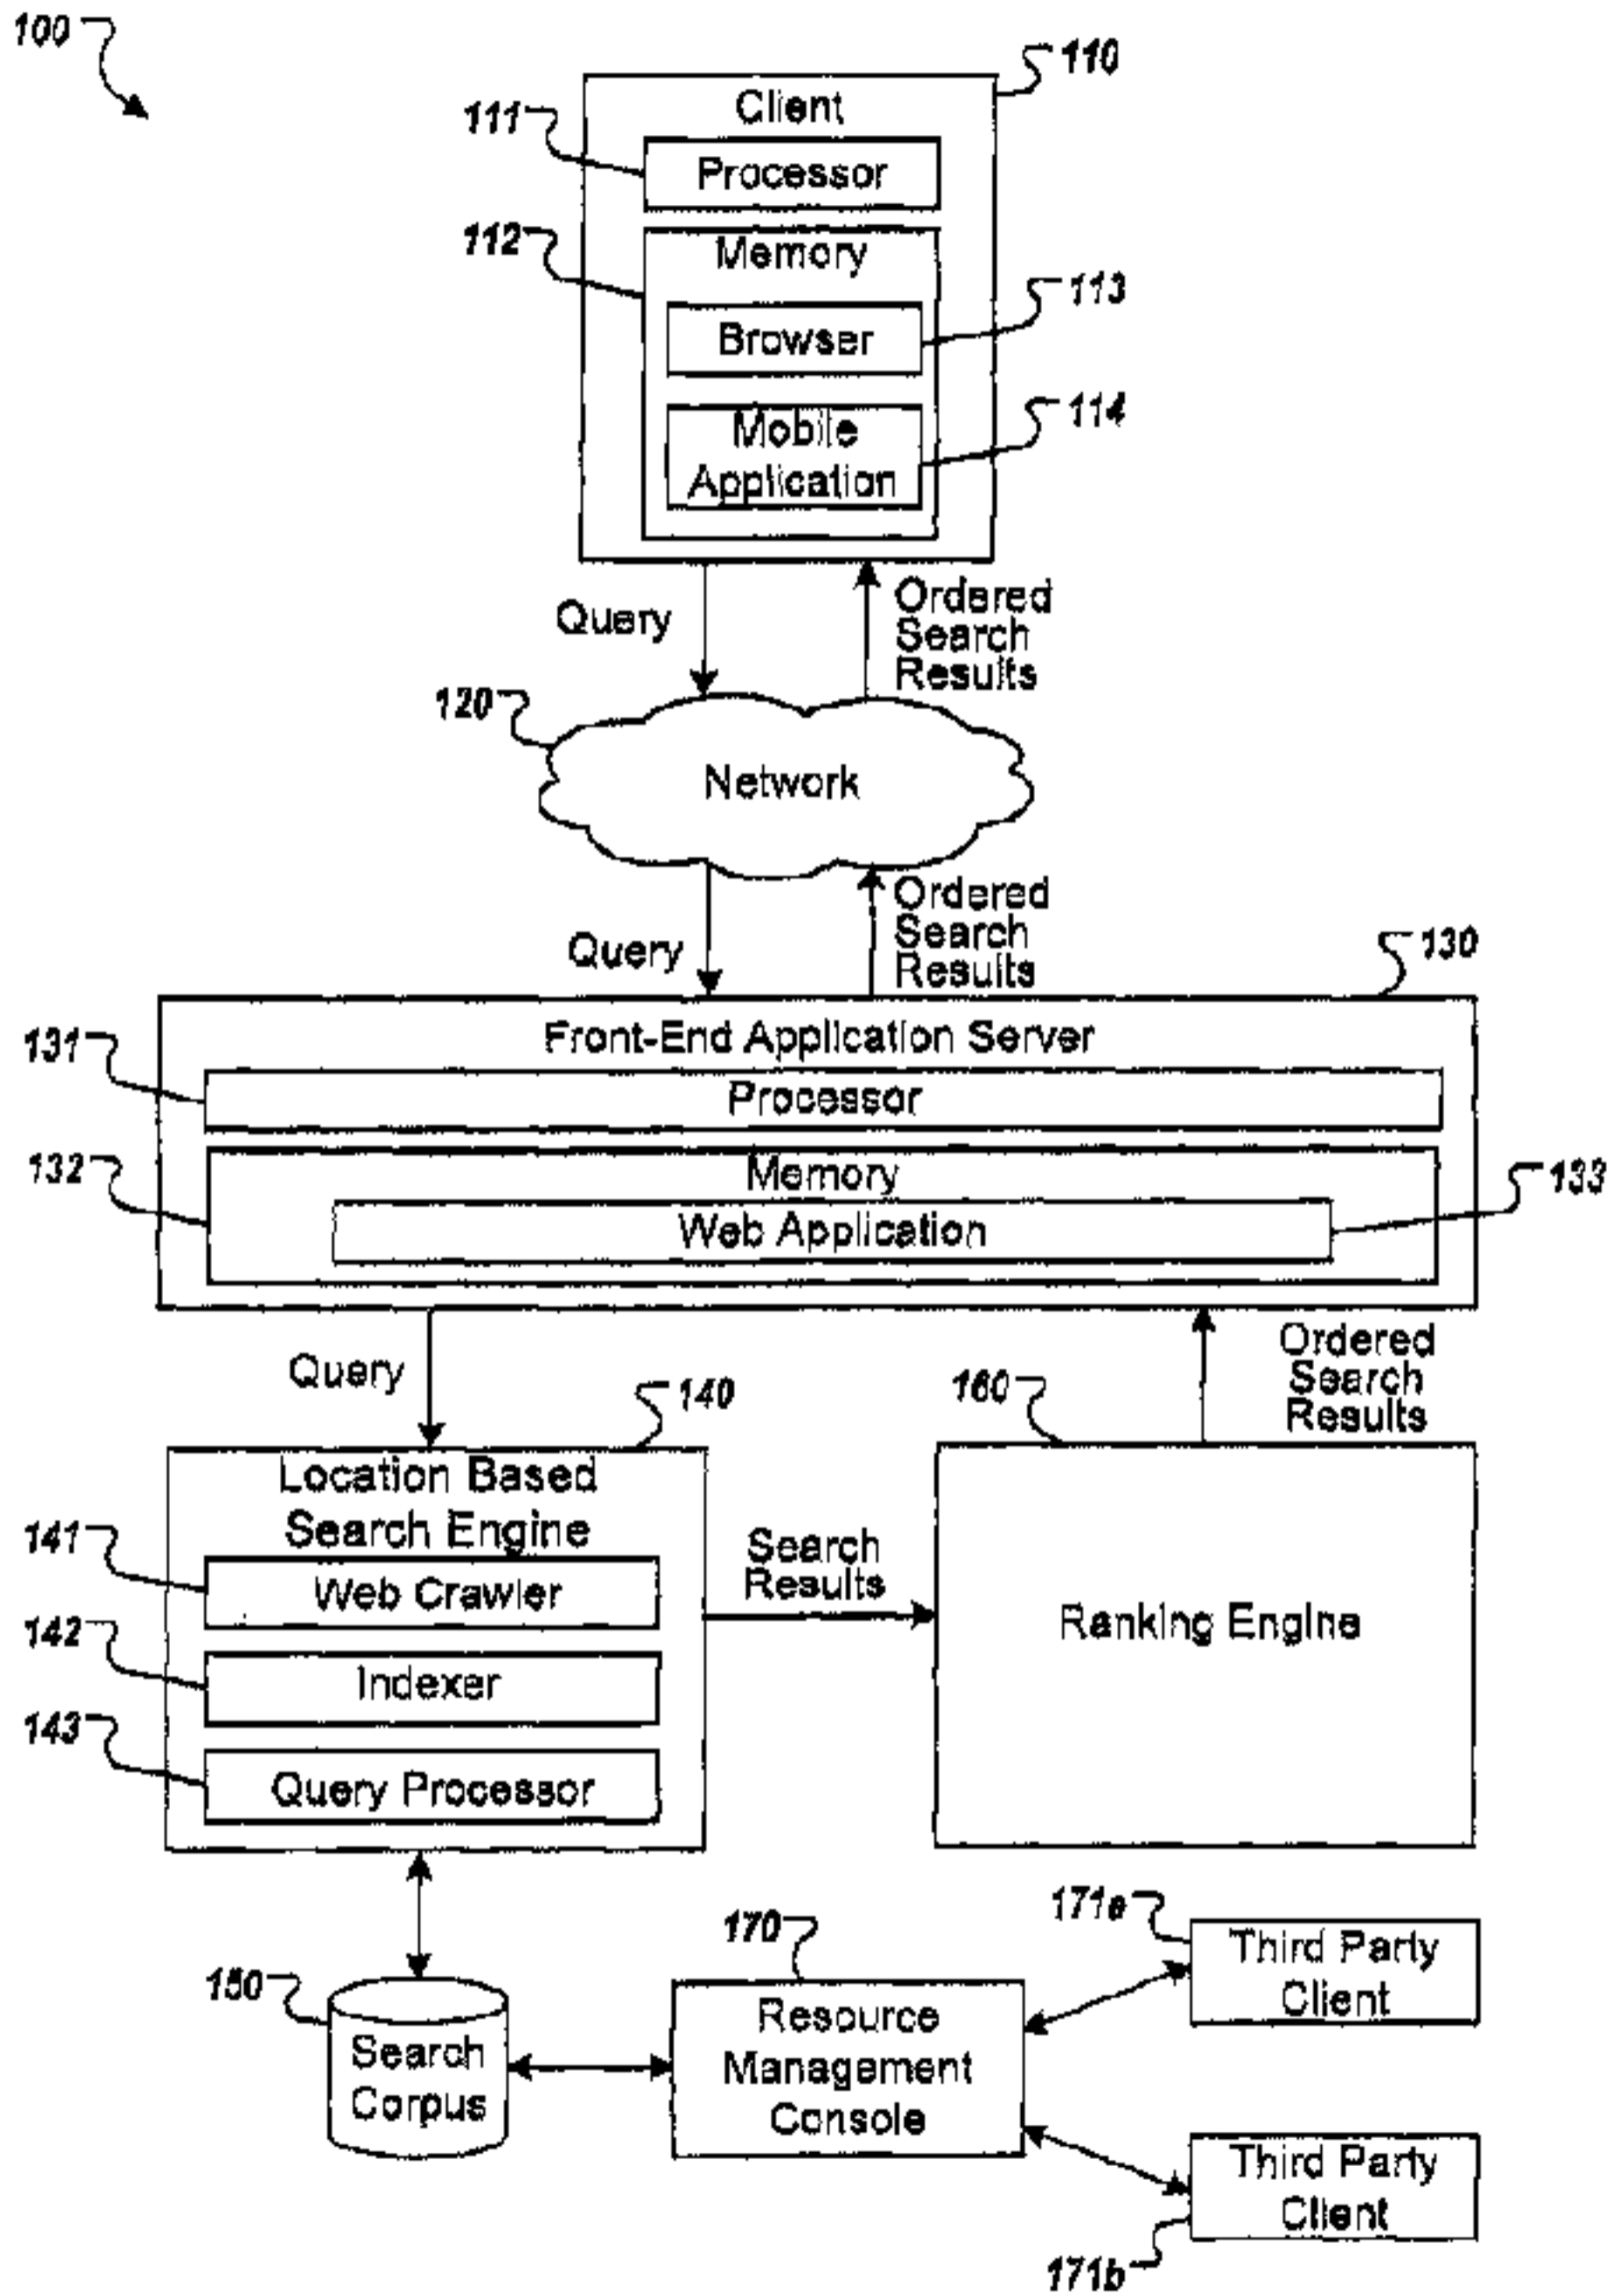 100
110
Client
111
Processor
112
Memory
113
Browser
114
Mobile
Application
Query
Ordered
Search
Results
120
Network
Query
Ordered
Search
Results
130
Front-End Application Server
131
Processor
132
Memory
133
Web Application
Query
Ordered
Search
Results
140
160
Location Based
Search Engine
141
Web Crawler
142
Indexer
143
Query Processor
Search
Results
Ranking Engine
150
Search
Corpus
170
Resource
Management
Console
171a
Third Party
Client
Third Party
Client
171b